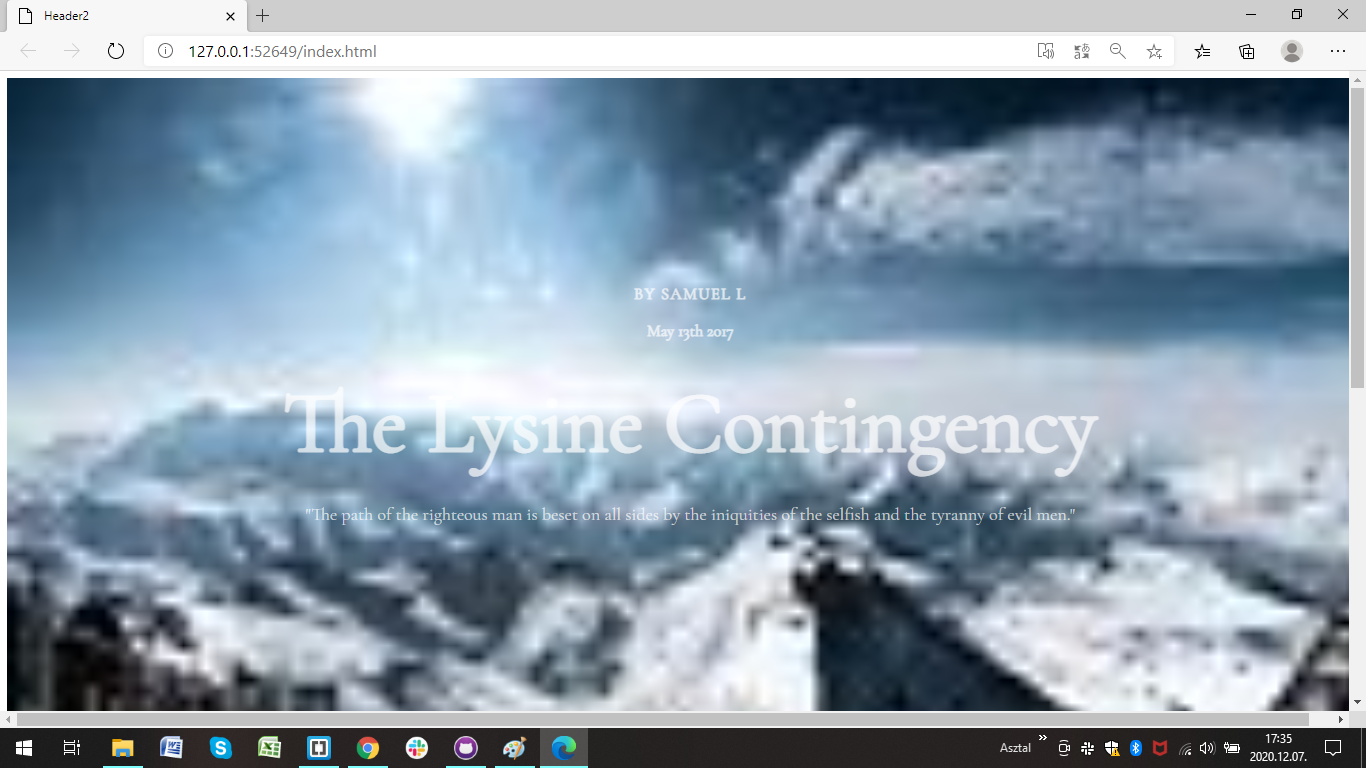 Header2
127.0.0.1:52649/index.html
BY SAMUEL L
May 13th 2017
The Lysine Contingency
"The path of the righteous man is beset on all sides by the iniquities of the selfish and the tyranny of evil men."
Asztal
17:35
2020.12.07.